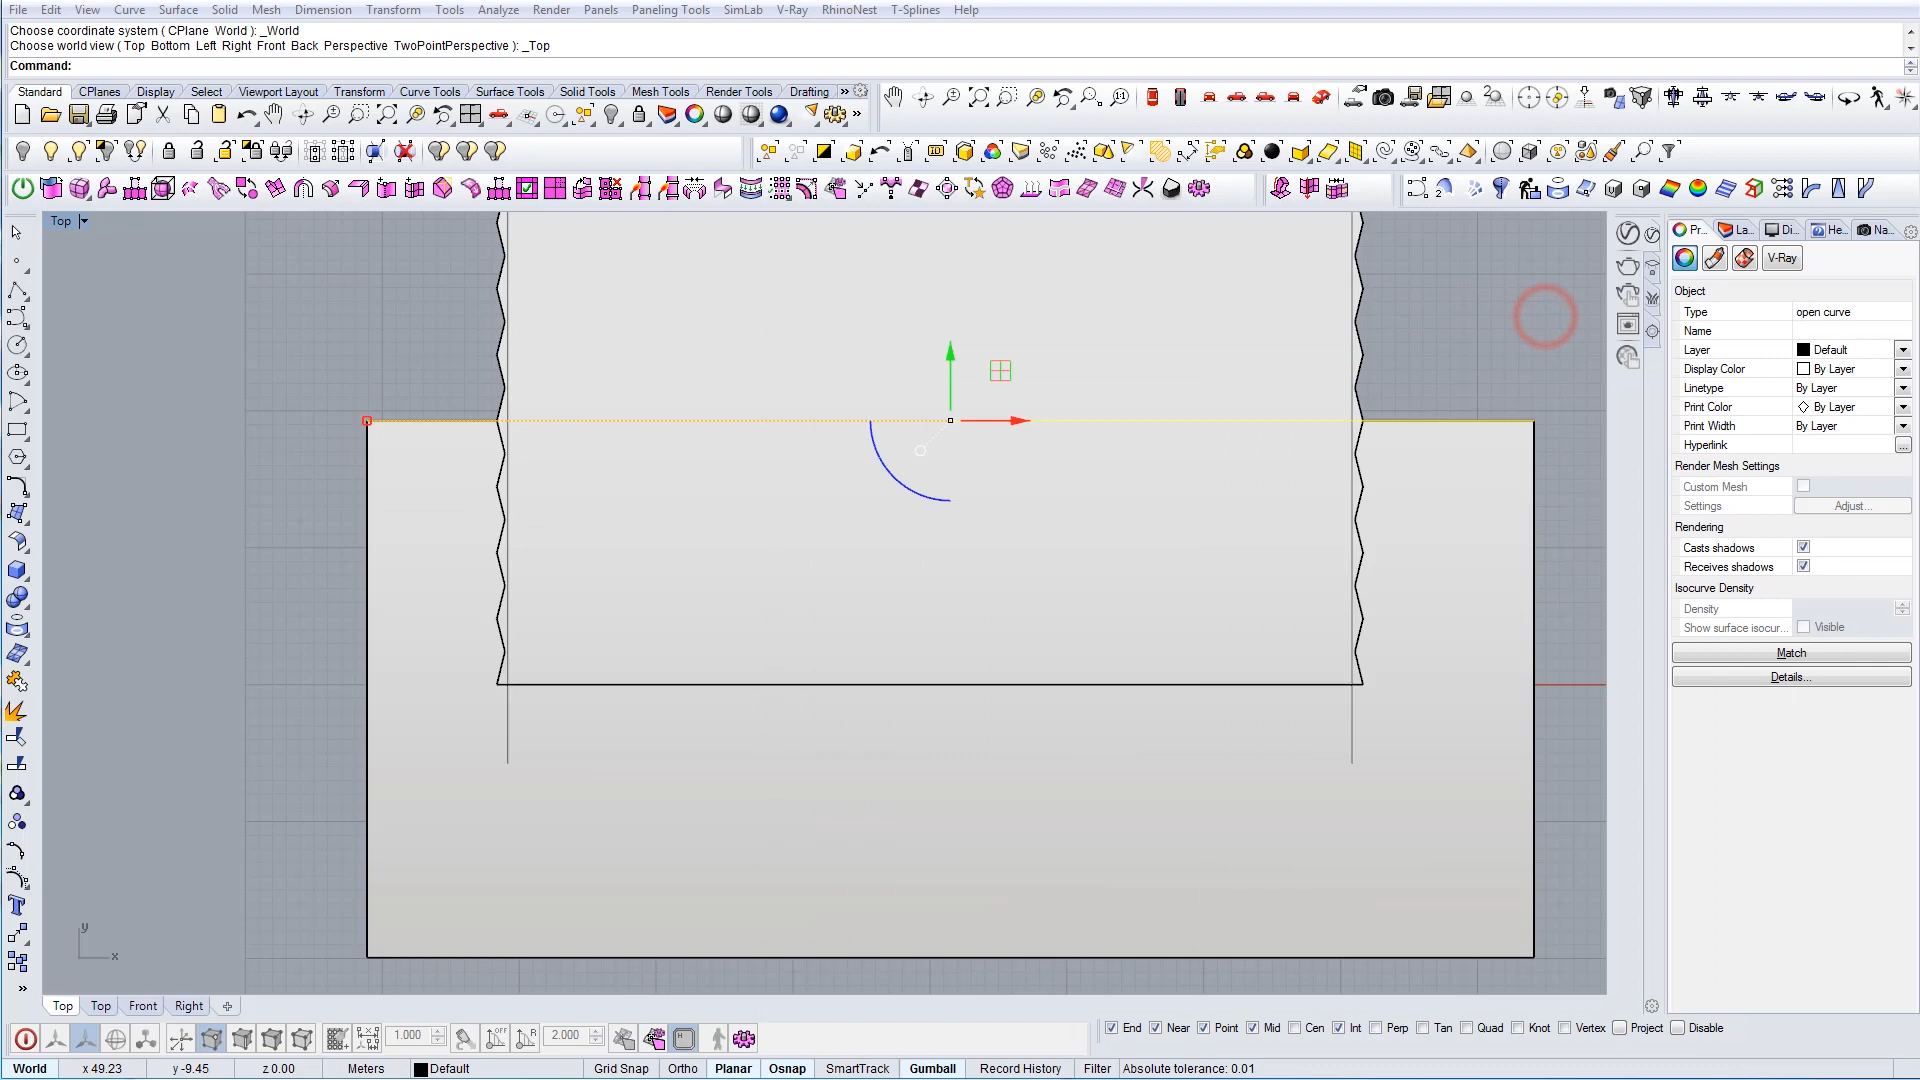 File Edit View Curve Surface Solid Mesh Dimension Transform Tools Analyze Render Panels Paneling Tools SimLab V-Ray RhinoNest T-Splines Help
Choose coordinate system ( CPlane World ): _World
Choose world view ( Top Bottom Left Right Front Back Perspective TwoPointPerspective ): _Top
Command:
Standard CPlanes Display Select Viewport Layout Transform Curve Tools Surface Tools Solid Tools Mesh Tools Render Tools Drafting »
Top
Pr... La... Di... He... Na...
V-Ray
Object
Type open curve
Name
Layer Default
Display Color By Layer
Linetype By Layer
Print Color By Layer
Print Width By Layer
Hyperlink ...
Render Mesh Settings
Custom Mesh
Settings Adjust...
Rendering
Casts shadows
Receives shadows
Isocurve Density
Density
Show surface isocur... Visible
Match
Details...
y
x
Top Top Front Right
1.000 OFF R 2.000
End Near Point Mid Cen Int Perp Tan Quad Knot Vertex Project Disable
World x 49.23 y -9.45 z 0.00 Meters Default Grid Snap Ortho Planar Osnap SmartTrack Gumball Record History Filter Absolute tolerance: 0.01